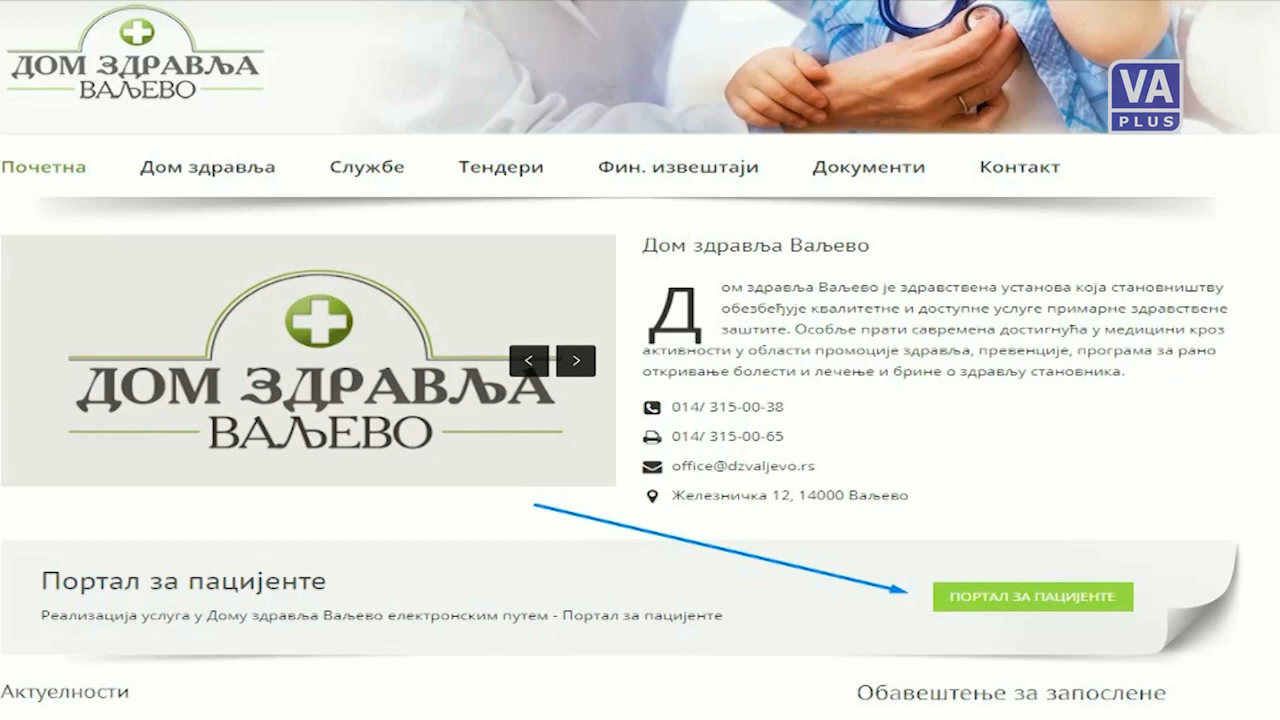 ДОМ ЗДРАВЉА
ВАЉЕВО
VA
PLUS
Почетна Дом здравља Службе Тендери Фин. извештаји Документи Контакт
ДОМ ЗДРАВЉА
ВАЉЕВО
Дом здравља Ваљево
Дом здравља Ваљево је здравствена установа која становништву
обезбеђује квалитетне и доступне услуге примарне здравствене
заштите. Особље прати савремена достигнућа у медицини кроз
активности у области промоције здравља, превенције, програма за рано
откривање болести и лечење и брине о здрављу становника.
014/ 315-00-38
014/ 315-00-65
office@dzvaljevo.rs
Железничка 12, 14000 Ваљево
Портал за пацијенте
Реализација услуга у Дому здравља Ваљево електронским путем - Портал за пацијенте
ПОРТАЛ ЗА ПАЦИЈЕНТЕ
Актуелности
Обавештење за запослене